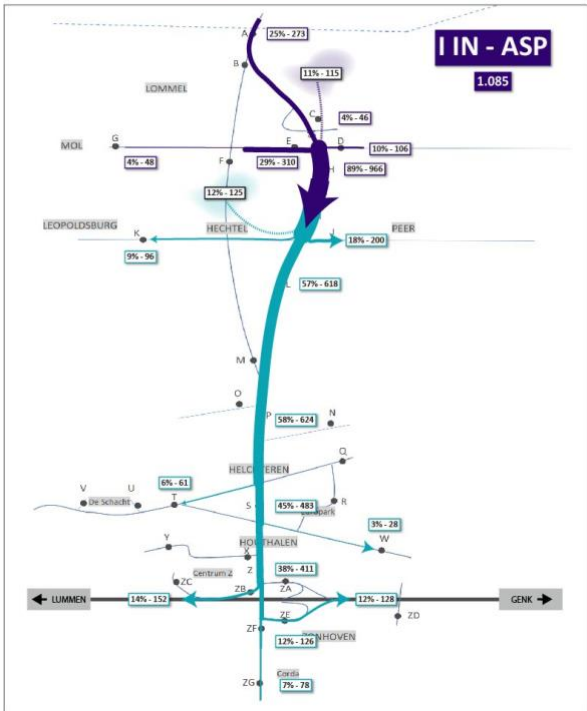 I IN - ASP
1.085
A
25% - 273
B
11% - 115
LOMMEL
C
4% - 46
MOL
G
E
D
10% - 106
4% - 48
F
29% - 310
H
89% - 966
12% - 125
LEOPOLDSBURG
K
HECHTEL
J
PEER
18% - 200
9% - 96
L
57% - 618
M
O
P
58% - 624
N
Q
HELCHTEREN
6% - 61
V
U
De Schacht
T
S
45% - 483
R
3% - 28
Y
HOUTHALEN
W
X
Z
38% - 411
Centrum Z
ZC
ZB
ZA
LUMMEN
14% - 152
12% - 128
GENK
ZE
ZD
ZF
ZONHOVEN
12% - 126
Corda
ZG
7% - 78